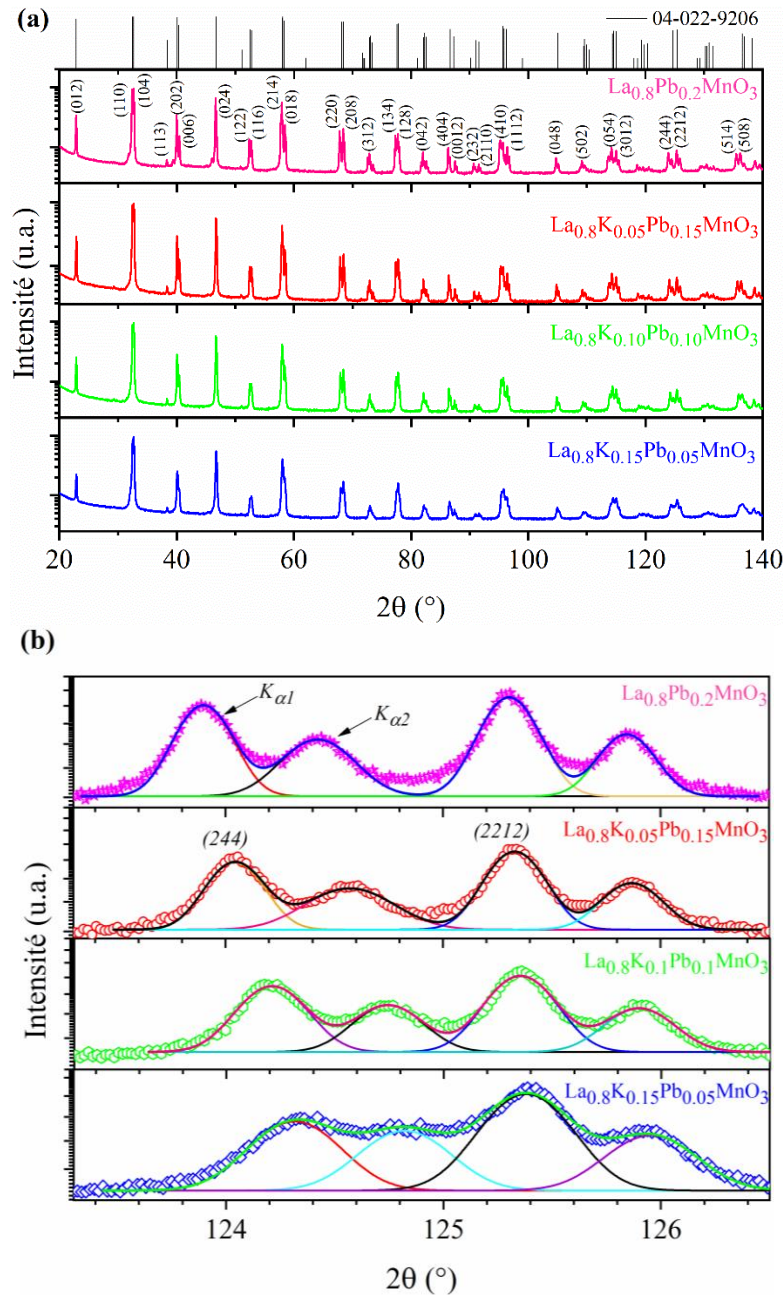 (a)
04-022-9206
La0.8Pb0.2MnO3
(012)
(110)
(104)
(113)
(202)
(006)
(024)
(122)
(116)
(214)
(018)
(220)
(208)
(312)
(134)
(128)
(042)
(404)
(0012)
(232)
(2110)
(410)
(1112)
(048)
(502)
(054)
(3012)
(244)
(2212)
(514)
(508)
La0.8K0.05Pb0.15MnO3
La0.8K0.10Pb0.10MnO3
La0.8K0.15Pb0.05MnO3
Intensité (u.a.)
20 40 60 80 100 120 140
2θ (°)
(b)
Kα1
Kα2
La0.8Pb0.2MnO3
(244)
(2212)
La0.8K0.05Pb0.15MnO3
La0.8K0.1Pb0.1MnO3
La0.8K0.15Pb0.05MnO3
Intensité (u.a.)
124 125 126
2θ (°)